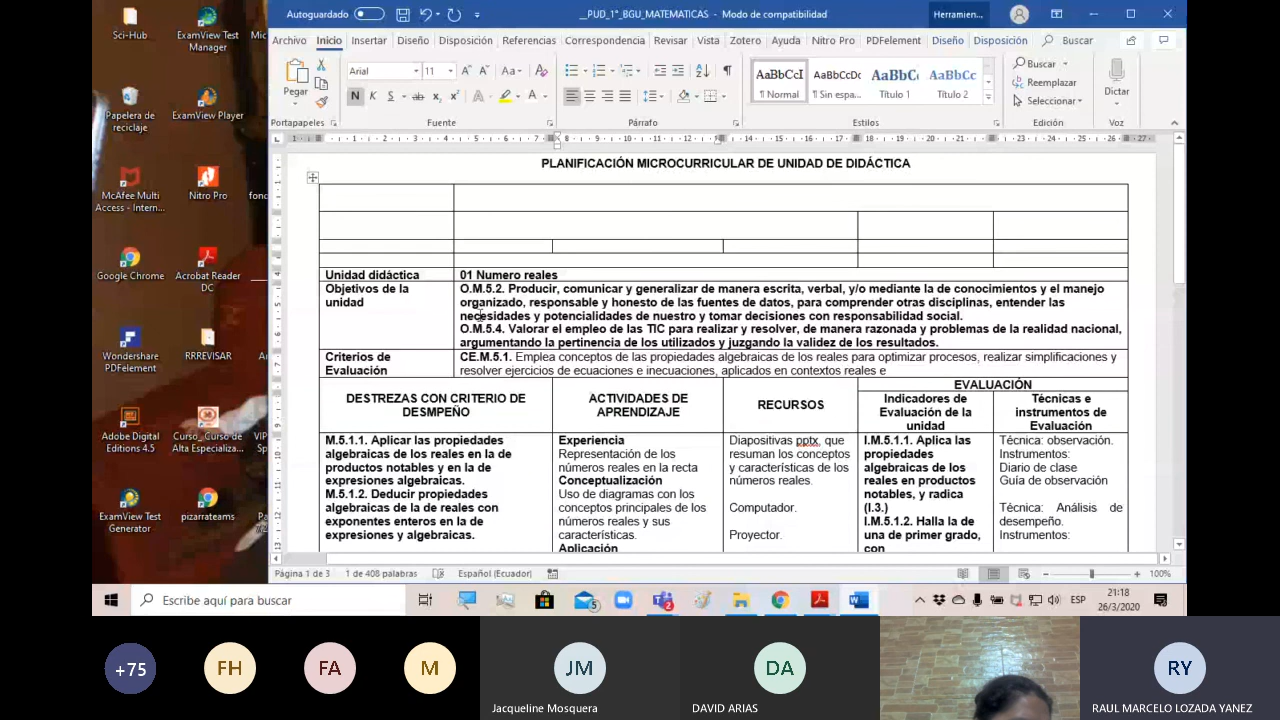 Autoguardado
__PUD_1°_BGU_MATEMATICAS - Modo de compatibilidad
Herramien...
Archivo Inicio Insertar Diseño Disposición Referencias Correspondencia Revisar Vista Zotero Ayuda Nitro Pro PDFelement Diseño Disposición Buscar
Pegar
Arial 11
AaBbCcI AaBbCcDc AaBbC AaBbCc
¶ Normal ¶ Sin espa... Título 1 Título 2
Buscar
Reemplazar
Seleccionar
Dictar
Portapapeles Fuente Párrafo Estilos Edición Voz
Sci-Hub
ExamView Test Manager
Papelera de reciclaje
ExamView Player
McAfee Multi Access - Intern...
Nitro Pro
Google Chrome
Acrobat Reader DC
Wondershare PDFelement
RRREVISAR
Adobe Digital Editions 4.5
Curso_ Curso de Alta Especializa...
ExamView Test Generator
pizarrateams
PLANIFICACIÓN MICROCURRICULAR DE UNIDAD DE DIDÁCTICA
Unidad didáctica
01 Numero reales
Objetivos de la
unidad
O.M.5.2. Producir, comunicar y generalizar de manera escrita, verbal, y/o mediante la de conocimientos y el manejo
organizado, responsable y honesto de las fuentes de datos, para comprender otras disciplinas, entender las
necesidades y potencialidades de nuestro y tomar decisiones con responsabilidad social.
O.M.5.4. Valorar el empleo de las TIC para realizar y resolver, de manera razonada y problemas de la realidad nacional,
argumentando la pertinencia de los utilizados y juzgando la validez de los resultados.
Criterios de
Evaluación
CE.M.5.1. Emplea conceptos de las propiedades algebraicas de los reales para optimizar procesos, realizar simplificaciones y
resolver ejercicios de ecuaciones e inecuaciones, aplicados en contextos reales e
DESTREZAS CON CRITERIO DE
DESMPEÑO
ACTIVIDADES DE
APRENDIZAJE
RECURSOS
EVALUACIÓN
Indicadores de
Evaluación de la
unidad
Técnicas e
instrumentos de
Evaluación
M.5.1.1. Aplicar las propiedades
algebraicas de los reales en la de
productos notables y en la de
expresiones algebraicas.
M.5.1.2. Deducir propiedades
algebraicas de la de reales con
exponentes enteros en la de
expresiones y algebraicas.
Experiencia
Representación de los
números reales en la recta
Conceptualización
Uso de diagramas con los
conceptos principales de los
números reales y sus
características.
Aplicación
Diapositivas pptx, que
resuman los conceptos
y características de los
números reales.
Computador.
Proyector.
I.M.5.1.1. Aplica las
propiedades
algebraicas de los
reales en productos
notables, y radica
(I.3.)
I.M.5.1.2. Halla la de
una de primer grado,
con
Técnica: observación.
Instrumentos:
Diario de clase
Guía de observación
Técnica: Análisis de
desempeño.
Instrumentos:
Página 1 de 3 1 de 408 palabras Español (Ecuador) 100%
Escribe aquí para buscar
ESP
21:18
26/3/2020
+75
FH
FA
M
JM
DA
RY
Jacqueline Mosquera
DAVID ARIAS
RAUL MARCELO LOZADA YANEZ